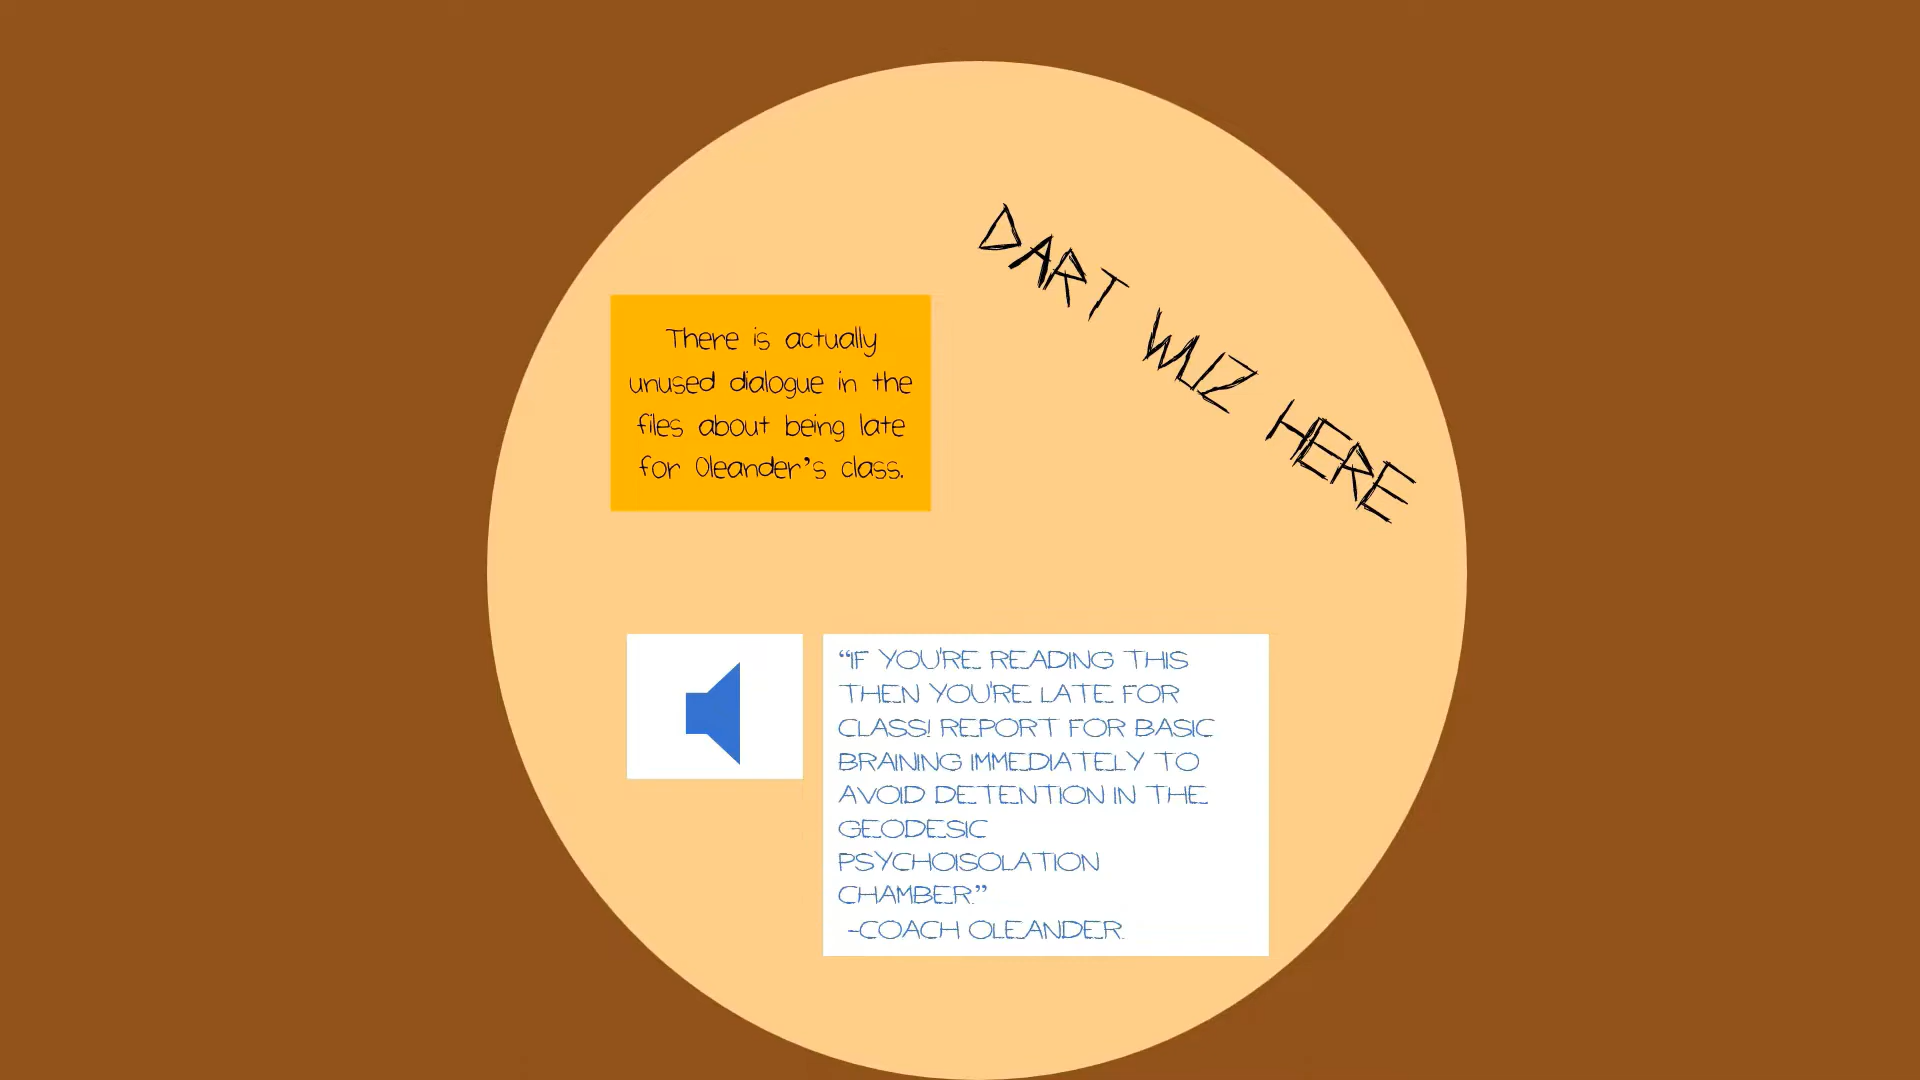 DART WUZ HERE
There is actually
unused dialogue in the
files about being late
for Oleander's class.
“IF YOU'RE READING THIS
THEN YOU'RE LATE FOR
CLASS! REPORT FOR BASIC
BRAINING IMMEDIATELY TO
AVOID DETENTION IN THE
GEODESIC
PSYCHOISOLATION
CHAMBER.”
-COACH OLEANDER.